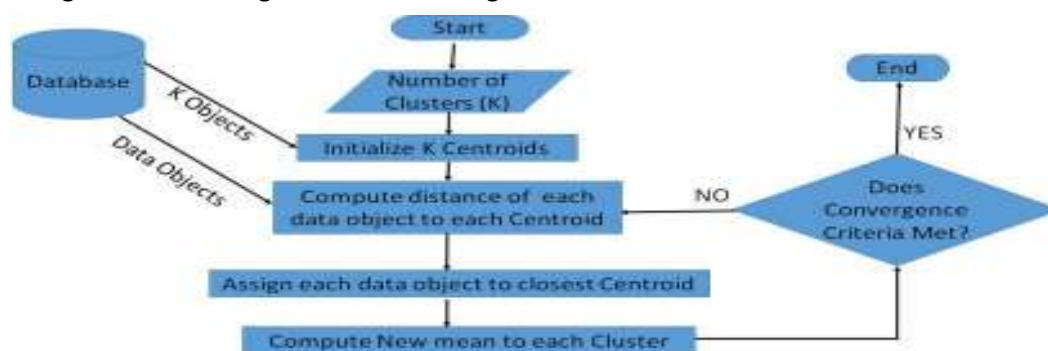 Start
Database
Number of
Clusters (K)
End
K Objects
Data Objects
Initialize K Centroids
YES
Compute distance of each
data object to each Centroid
NO
Does
Convergence
Criteria Met?
Assign each data object to closest Centroid
Compute New mean to each Cluster